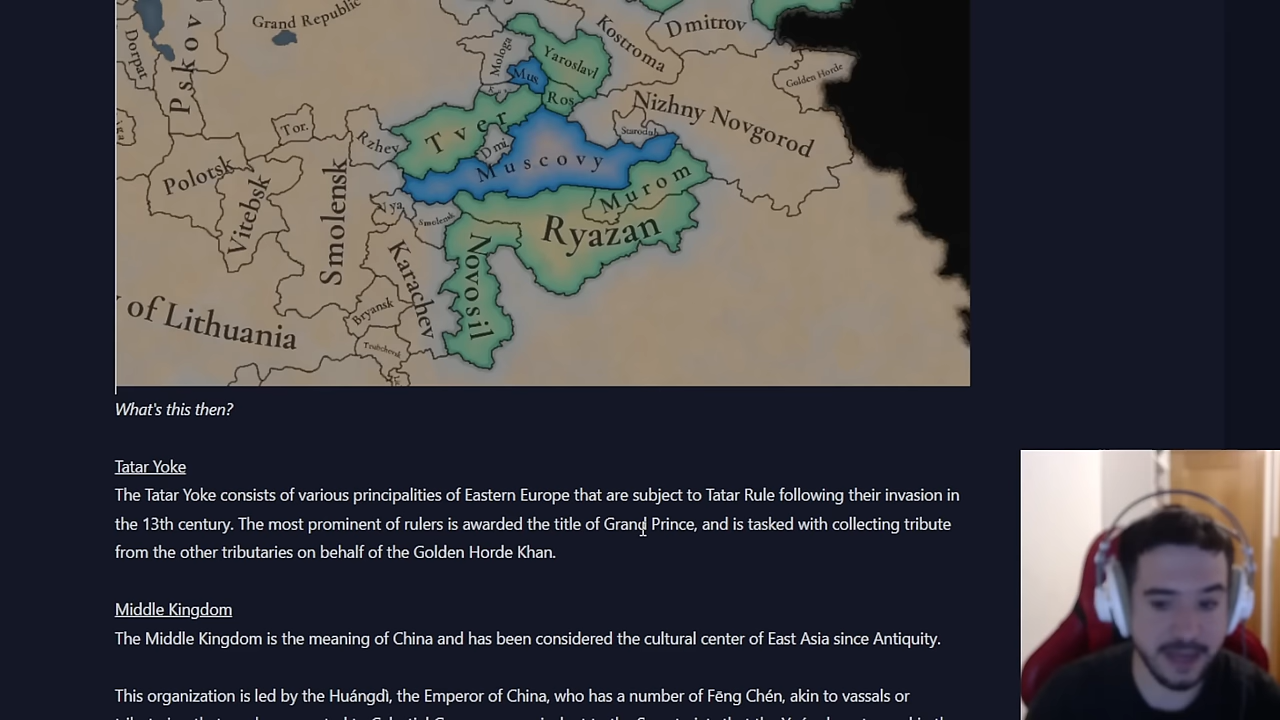 Grand Republic
Dorpat
Pskov
Mologa
Yaroslavl
Kostroma
Dmitrov
Golden Horde
Mus
Ros
Nizhny Novgorod
Tor.
Rzhev
Tver
Dmi
Starodub
Polotsk
Vitebsk
Smolensk
Muscovy
Murom
Smolensk
Ryazan
Novosil
Karachev
Bryansk
of Lithuania
What's this then?
Tatar Yoke
The Tatar Yoke consists of various principalities of Eastern Europe that are subject to Tatar Rule following their invasion in
the 13th century. The most prominent of rulers is awarded the title of Grand Prince, and is tasked with collecting tribute
from the other tributaries on behalf of the Golden Horde Khan.
Middle Kingdom
The Middle Kingdom is the meaning of China and has been considered the cultural center of East Asia since Antiquity.
This organization is led by the Huángdì, the Emperor of China, who has a number of Fēng Chén, akin to vassals or